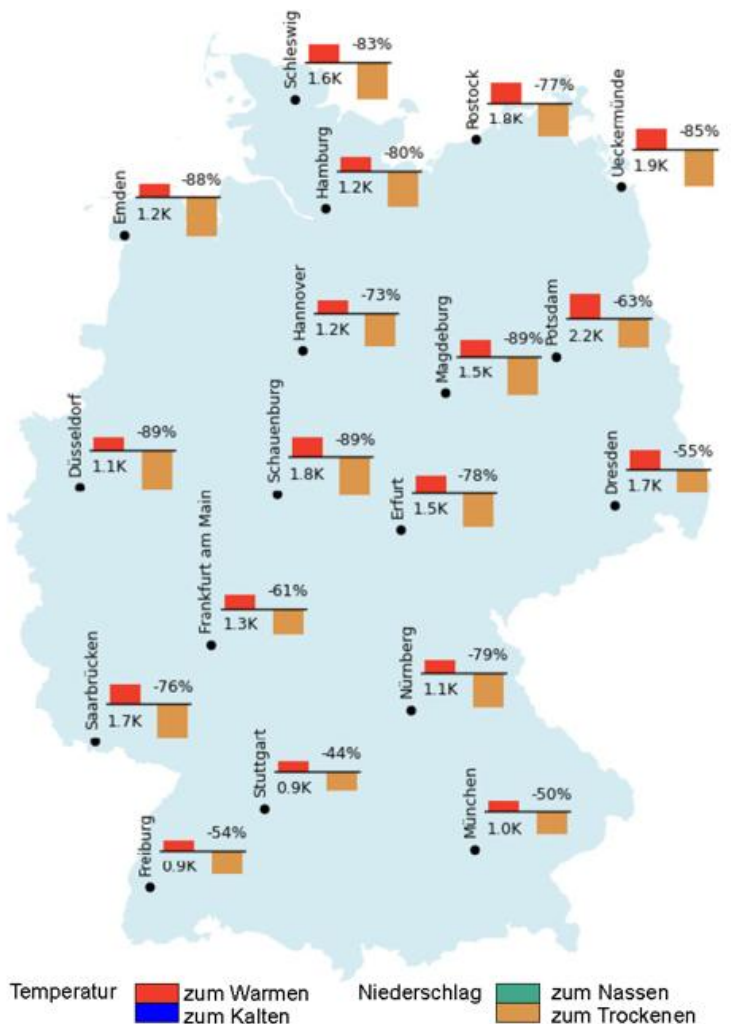 Schleswig
-83%
1.6K
Rostock
-77%
1.8K
Ueckermünde
-85%
1.9K
Hamburg
-80%
1.2K
Emden
-88%
1.2K
Hannover
-73%
1.2K
Magdeburg
-89%
1.5K
Potsdam
-63%
2.2K
Düsseldorf
-89%
1.1K
Schauenburg
-89%
1.8K
Erfurt
-78%
1.5K
Dresden
-55%
1.7K
Frankfurt am Main
-61%
1.3K
Saarbrücken
-76%
1.7K
Nürnberg
-79%
1.1K
Stuttgart
-44%
0.9K
München
-50%
1.0K
Freiburg
-54%
0.9K
Temperatur
zum Warmen
zum Kalten
Niederschlag
zum Nassen
zum Trockenen